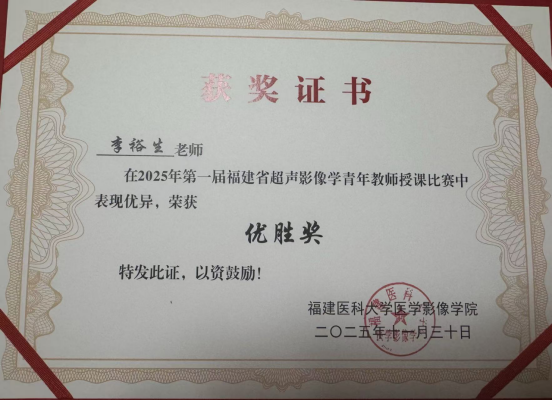 获奖证书
李裕生 老师
在2025年第一届福建省超声影像学青年教师授课比赛中
表现优异，荣获
优胜奖
特发此证，以资鼓励！
福建医科大学医学影像学院
二〇二五年十一月三十日